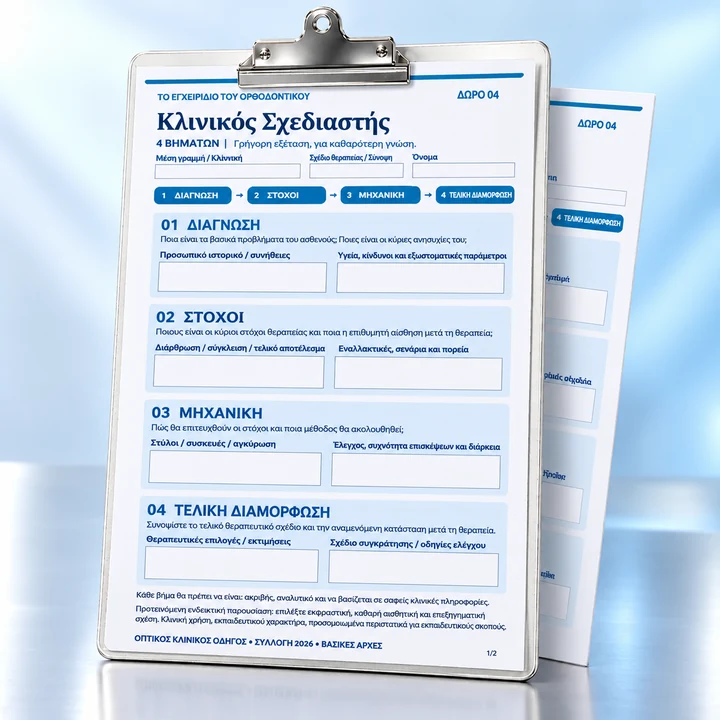 ΤΟ ΕΓΧΕΙΡΙΔΙΟ ΤΟΥ ΟΡΘΟΔΟΝΤΙΚΟΥ
ΔΩΡΟ 04
Κλινικός Σχεδιαστής
4 ΒΗΜΑΤΩΝ | Γρήγορη εξέταση, για καθαρότερη γνώση.
Μέση γραμμή / Κλινική
Σχέδιο θεραπείας / Σύνοψη
Όνομα
1 ΔΙΑΓΝΩΣΗ → 2 ΣΤΟΧΟΙ → 3 ΜΗΧΑΝΙΚΗ → 4 ΤΕΛΙΚΗ ΔΙΑΜΟΡΦΩΣΗ
01 ΔΙΑΓΝΩΣΗ
Ποια είναι τα βασικά προβλήματα του ασθενούς; Ποιες είναι οι κύριες ανησυχίες του;
Προσωπικό ιστορικό / συνήθειες
Υγεία, κίνδυνοι και εξωστοματικές παράμετροι
02 ΣΤΟΧΟΙ
Ποιους είναι οι κύριοι στόχοι θεραπείας και ποια η επιθυμητή αίσθηση μετά τη θεραπεία;
Διάρθρωση / σύγκλειση / τελικό αποτέλεσμα
Εναλλακτικές, σενάρια και πορεία
03 ΜΗΧΑΝΙΚΗ
Πώς θα επιτευχθούν οι στόχοι και ποια μέθοδος θα ακολουθηθεί;
Στύλοι / συσκευές / αγκύρωση
Έλεγχος, συχνότητα επισκέψεων και διάρκεια
04 ΤΕΛΙΚΗ ΔΙΑΜΟΡΦΩΣΗ
Συνοψίστε το τελικό θεραπευτικό σχέδιο και την αναμενόμενη κατάσταση μετά τη θεραπεία.
Θεραπευτικές επιλογές / εκτιμήσεις
Σχέδιο συγκράτησης / οδηγίες ελέγχου
Κάθε βήμα θα πρέπει να είναι: ακριβής, αναλυτικό και να βασίζεται σε σαφείς κλινικές πληροφορίες.
Προτεινόμενη ενδεικτική παρουσίαση: επιλέξτε εκφραστική, καθαρή αισθητική και επεξηγηματική
σχέση. Κλινική χρήση, εκπαιδευτικού χαρακτήρα, προσομοιωμένα περιστατικά για εκπαιδευτικούς σκοπούς.
ΟΠΤΙΚΟΣ ΚΛΙΝΙΚΟΣ ΟΔΗΓΟΣ • ΣΥΛΛΟΓΗ 2026 • ΒΑΣΙΚΕΣ ΑΡΧΕΣ
1/2
ΔΩΡΟ 04
4 ΤΕΛΙΚΗ ΔΙΑΜΟΡΦΩΣΗ